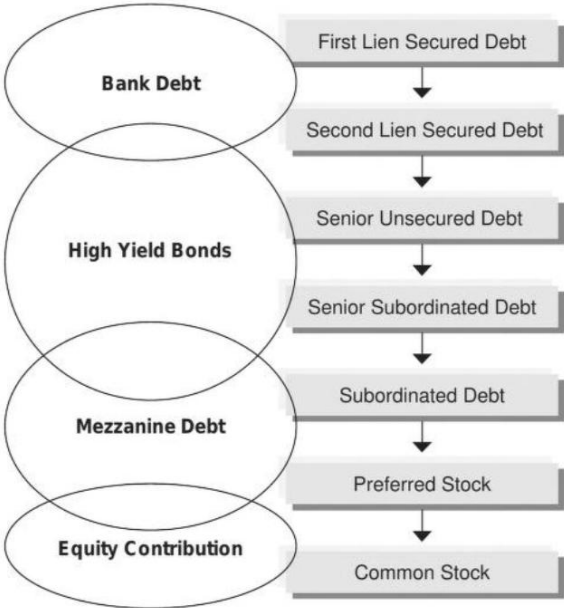 First Lien Secured Debt
Bank Debt
Second Lien Secured Debt
Senior Unsecured Debt
High Yield Bonds
Senior Subordinated Debt
Subordinated Debt
Mezzanine Debt
Preferred Stock
Equity Contribution
Common Stock